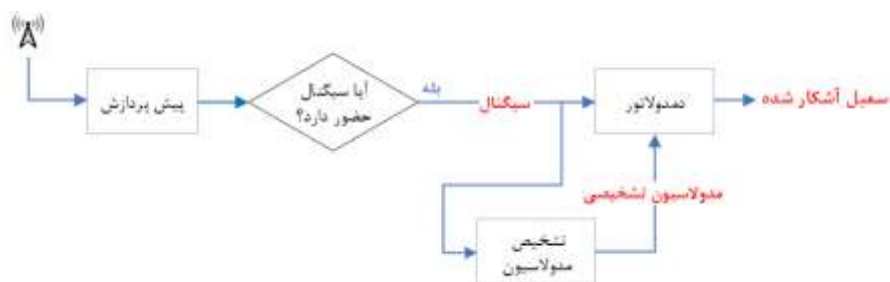 پیش پردازش
آیا سیگنال
حضور دارد؟
بله
سیگنال
دمدولاتور
سمبل آشکار شده
مدولاسیون تشخیصی
تشخیص
مدولاسیون